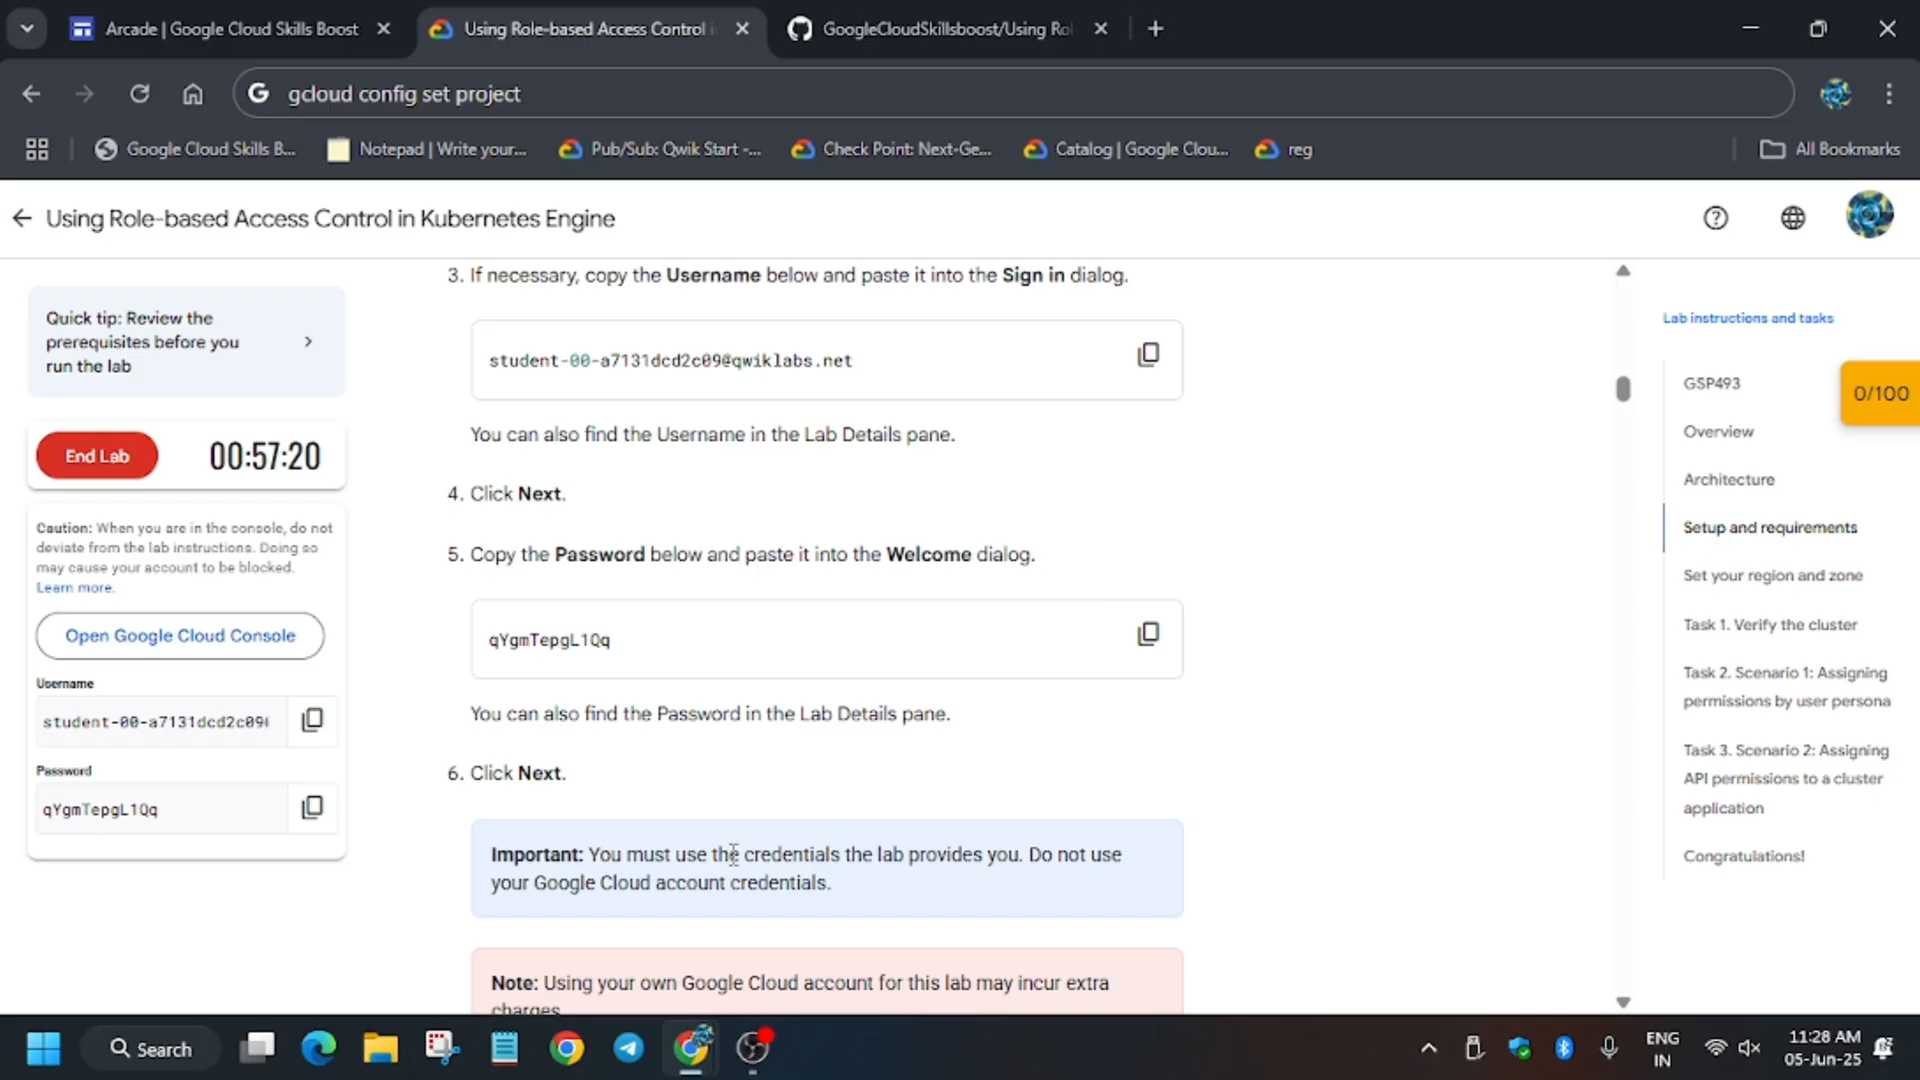 Arcade | Google Cloud Skills Boost
Using Role-based Access Control i
GoogleCloudSkillsboost/Using Rol
gcloud config set project
Google Cloud Skills B...
Notepad | Write your...
Pub/Sub: Qwik Start -...
Check Point: Next-Ge...
Catalog | Google Clou...
reg
All Bookmarks
Using Role-based Access Control in Kubernetes Engine
Quick tip: Review the
prerequisites before you
run the lab
End Lab
00:57:20
Caution: When you are in the console, do not
deviate from the lab instructions. Doing so
may cause your account to be blocked.
Learn more.
Open Google Cloud Console
Username
student-00-a7131dcd2c09
Password
qYgmTepgL1Qq
3. If necessary, copy the Username below and paste it into the Sign in dialog.
student-00-a7131dcd2c09@qwiklabs.net
You can also find the Username in the Lab Details pane.
4. Click Next.
5. Copy the Password below and paste it into the Welcome dialog.
qYgmTepgL1Qq
You can also find the Password in the Lab Details pane.
6. Click Next.
Important: You must use the credentials the lab provides you. Do not use
your Google Cloud account credentials.
Note: Using your own Google Cloud account for this lab may incur extra
charges.
Lab instructions and tasks
GSP493
0/100
Overview
Architecture
Setup and requirements
Set your region and zone
Task 1. Verify the cluster
Task 2. Scenario 1: Assigning
permissions by user persona
Task 3. Scenario 2: Assigning
API permissions to a cluster
application
Congratulations!
Search
ENG
IN
11:28 AM
05-Jun-25